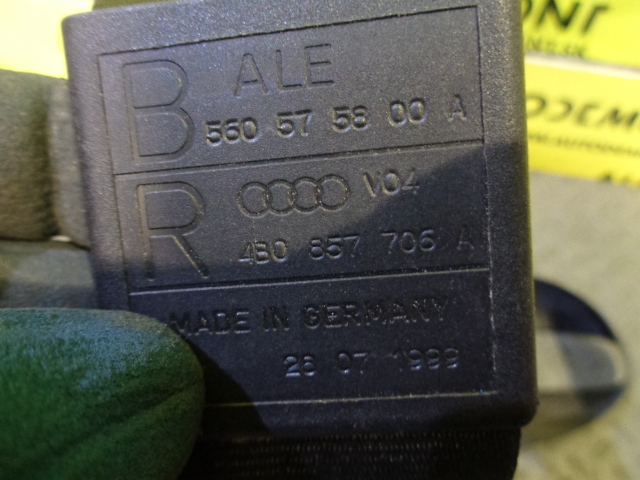 B ALE
560 57 58 00 A
R V04
4B0 857 706 A
MADE IN GERMANY
26 07 1999